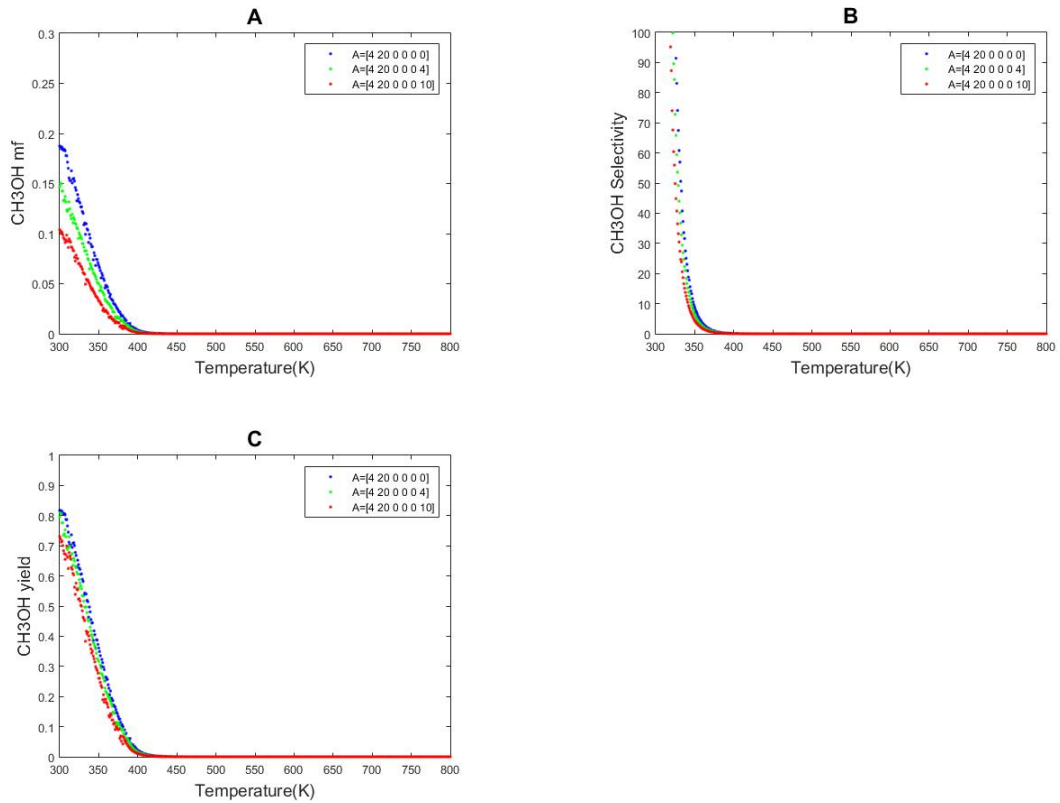 A
CH3OH mf
0.3
0.25
0.2
0.15
0.1
0.05
0
A=[4 20 0 0 0 0]
A=[4 20 0 0 0 4]
A=[4 20 0 0 0 10]
300 350 400 450 500 550 600 650 700 750 800
Temperature(K)
B
CH3OH Selectivity
100
90
80
70
60
50
40
30
20
10
0
A=[4 20 0 0 0 0]
A=[4 20 0 0 0 4]
A=[4 20 0 0 0 10]
300 350 400 450 500 550 600 650 700 750 800
Temperature(K)
C
CH3OH yield
1
0.9
0.8
0.7
0.6
0.5
0.4
0.3
0.2
0.1
0
A=[4 20 0 0 0 0]
A=[4 20 0 0 0 4]
A=[4 20 0 0 0 10]
300 350 400 450 500 550 600 650 700 750 800
Temperature(K)